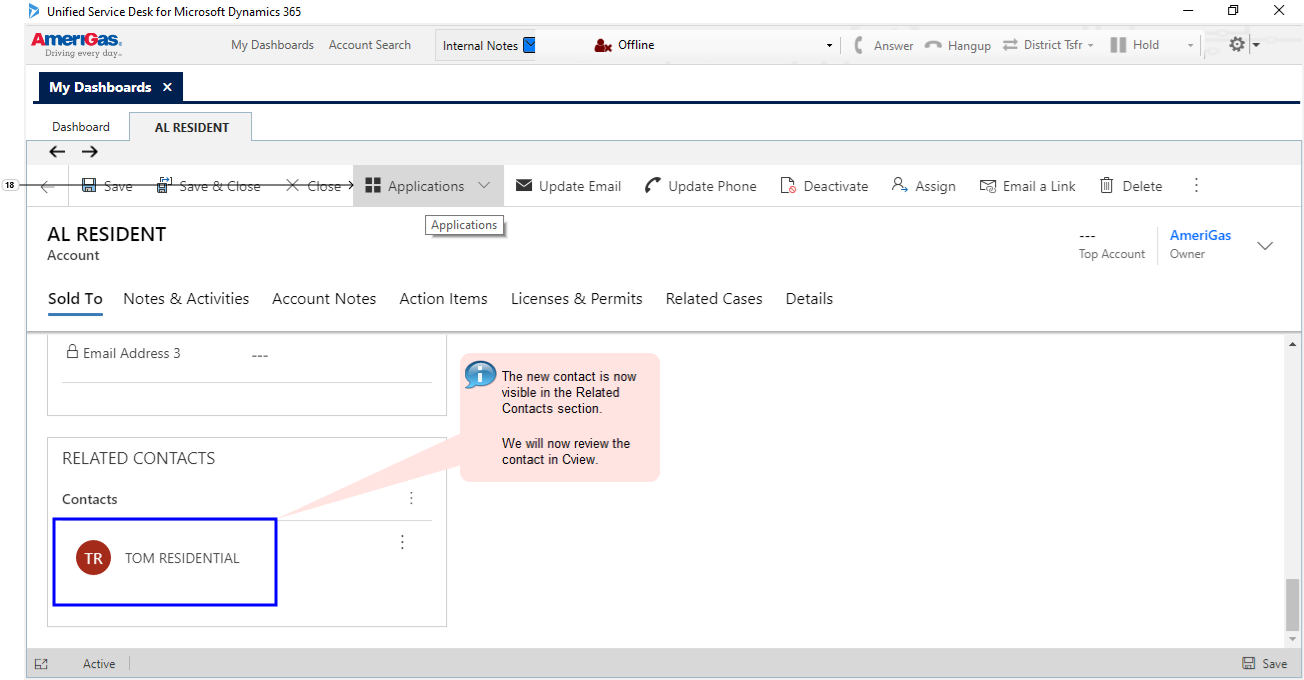 Unified Service Desk for Microsoft Dynamics 365
AmeriGas
Driving every day
My Dashboards Account Search Internal Notes Offline Answer Hangup District Tsfr Hold
My Dashboards ×
Dashboard AL RESIDENT
18 Save Save & Close Close Applications Update Email Update Phone Deactivate Assign Email a Link Delete
Applications
AL RESIDENT
Account
--- AmeriGas
Top Account Owner
Sold To Notes & Activities Account Notes Action Items Licenses & Permits Related Cases Details
Email Address 3 ---
The new contact is now
visible in the Related
Contacts section.
We will now review the
contact in Cview.
RELATED CONTACTS
Contacts
TR TOM RESIDENTIAL
Active Save